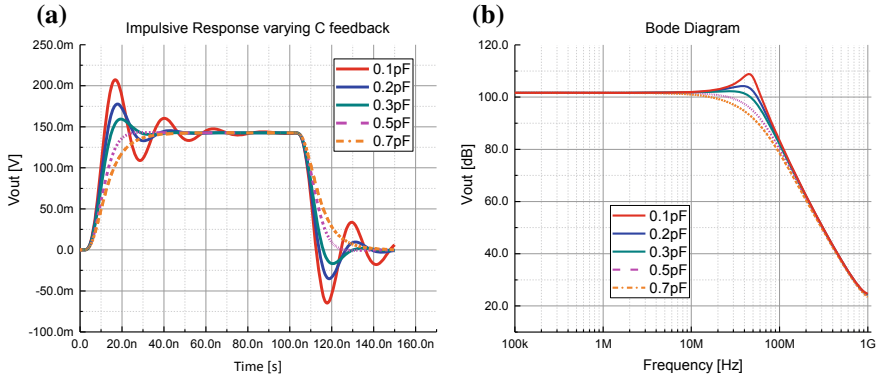 (a)
Impulsive Response varying C feedback
250.0m
200.0m
150.0m
100.0m
50.0m
0.0
-50.0m
-100.0m
Vout [V]
0.1pF
0.2pF
0.3pF
0.5pF
0.7pF
0.0 20.0n 40.0n 60.0n 80.0n 100.0n 120.0n 140.0n 160.0n
Time [s]
(b)
Bode Diagram
120.0
100.0
80.0
60.0
40.0
20.0
Vout [dB]
0.1pF
0.2pF
0.3pF
0.5pF
0.7pF
100k 1M 10M 100M 1G
Frequency [Hz]